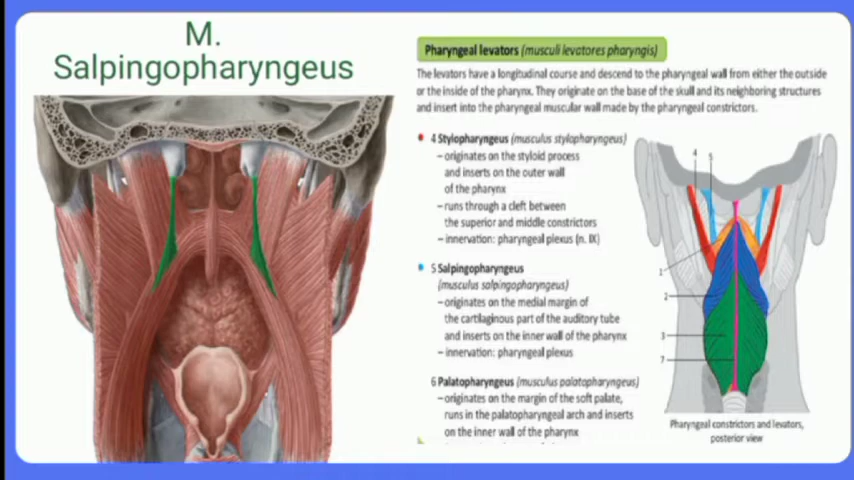 M.
Salpingopharyngeus
Pharyngeal levators (musculi levatores pharyngis)
The levators have a longitudinal course and descend to the pharyngeal wall from either the outside
or the inside of the pharynx. They originate on the base of the skull and its neighboring structures
and insert into the pharyngeal muscular wall made by the pharyngeal constrictors.
4 Stylopharyngeus (musculus stylopharyngeus)
– originates on the styloid process
and inserts on the outer wall
of the pharynx
– runs through a cleft between
the superior and middle constrictors
– innervation: pharyngeal plexus (n. IX)
5 Salpingopharyngeus
(musculus salpingopharyngeus)
– originates on the medial margin of
the cartilaginous part of the auditory tube
and inserts on the inner wall of the pharynx
– innervation: pharyngeal plexus
6 Palatopharyngeus (musculus palatopharyngeus)
– originates on the margin of the soft palate,
runs in the palatopharyngeal arch and inserts
on the inner wall of the pharynx
4 5
1
2
3
7
Pharyngeal constrictors and levators,
posterior view